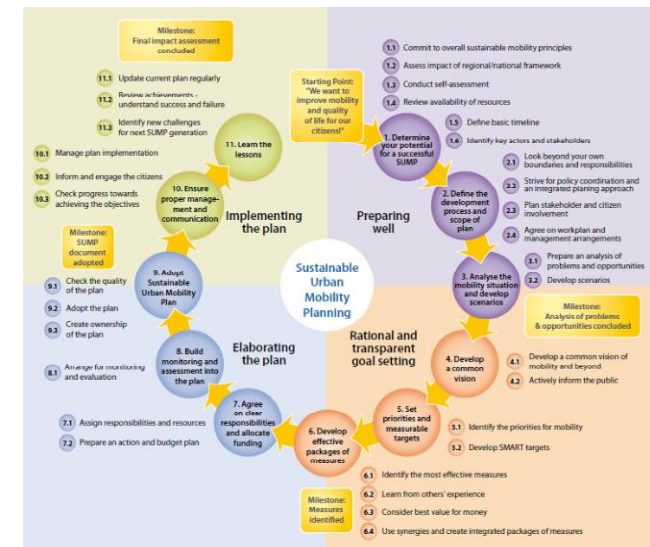 Milestone:
Final impact assessment
concluded
11.1 Update current plan regularly
11.2 Review achievements -
understand success and failure
11.3 Identify new challenges
for next SUMP generation
10.1 Manage plan implementation
10.2 Inform and engage the citizens
10.3 Check progress towards
achieving the objectives
11. Learn the
lessons
10. Ensure
proper manage-
ment and
communication
Implementing
the plan
Starting Point:
"We want to
improve mobility
and quality
of life for our
citizens!"
1.1 Commit to overall sustainable mobility principles
1.2 Assess impact of regional/national framework
1.3 Conduct self-assessment
1.4 Review availability of resources
1.5 Define basic timeline
1.6 Identify key actors and stakeholders
1. Determine
your potential
for a successful
SUMP
2.1 Look beyond your own
boundaries and responsibilities
2.2 Strive for policy coordination and
an integrated planing approach
2.3 Plan stakeholder and citizen
involvement
2.4 Agree on workplan and
management arrangements
2. Define the
development
process and
scope of
plan
Preparing
well
3.1 Prepare an analysis of
problems and opportunities
3.2 Develop scenarios
3. Analyse the
mobility situation
and develop
scenarios
Milestone:
Analysis of problems
& opportunities concluded
Sustainable
Urban
Mobility
Planning
Rational and
transparent
goal setting
4. Develop
a common
vision
4.1 Develop a common vision of
mobility and beyond
4.2 Actively inform the public
5. Set
priorities and
measurable
targets
5.1 Identify the priorities for mobility
5.2 Develop SMART targets
6. Develop
effective
packages of
measures
6.1 Identify the most effective measures
6.2 Learn from others' experience
6.3 Consider best value for money
6.4 Use synergies and create integrated packages of measures
Milestone:
Measures
identified
Elaborating
the plan
7. Agree
on clear
responsibilities
and allocate
funding
7.1 Assign responsibilities and resources
7.2 Prepare an action and budget plan
8. Build
monitoring and
assessment into
the plan
8.1 Arrange for monitoring
and evaluation
9. Adopt
Sustainable
Urban Mobility
Plan
9.1 Check the quality
of the plan
9.2 Adopt the plan
9.3 Create ownership
of the plan
Milestone:
SUMP
document
adopted